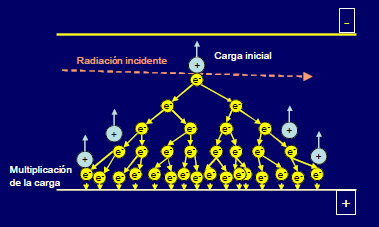 -
Radiación incidente
Carga inicial
+
e-
+
+
e- e-
+
e- e-
+
+
e- e- e- e- e- e-
Multiplicación
de la carga
e- e- e- e- e- e- e- e- e- e- e- e- e- e-
+